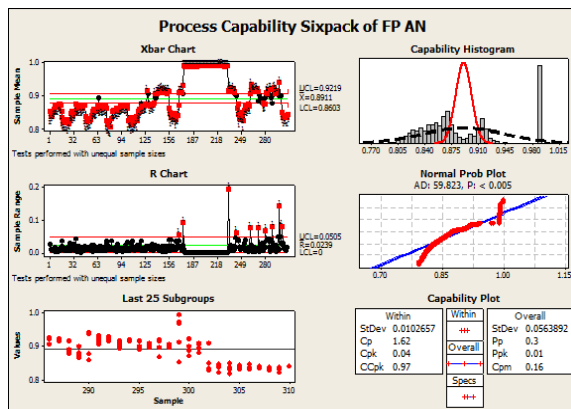 Process Capability Sixpack of FP AN
Xbar Chart
Sample Mean
1.0
0.9
0.8
UCL=0.9219
X=0.8911
LCL=0.8603
1 32 63 94 125 156 187 218 249 280
Tests performed with unequal sample sizes
Capability Histogram
0.770 0.805 0.840 0.875 0.910 0.945 0.980 1.015
R Chart
Sample Range
0.2
0.1
0.0
UCL=0.0505
R=0.0239
LCL=0
1 32 63 94 125 156 187 218 249 280
Tests performed with unequal sample sizes
Normal Prob Plot
AD: 59.823, P: < 0.005
0.70 0.85 1.00 1.15
Last 25 Subgroups
Values
1.0
0.9
0.8
290 295 300 305 310
Sample
Capability Plot
Within
StDev 0.0102657
Cp 1.62
Cpk 0.04
CCpk 0.97
Within
Overall
Specs
Overall
StDev 0.0563892
Pp 0.3
Ppk 0.01
Cpm 0.16